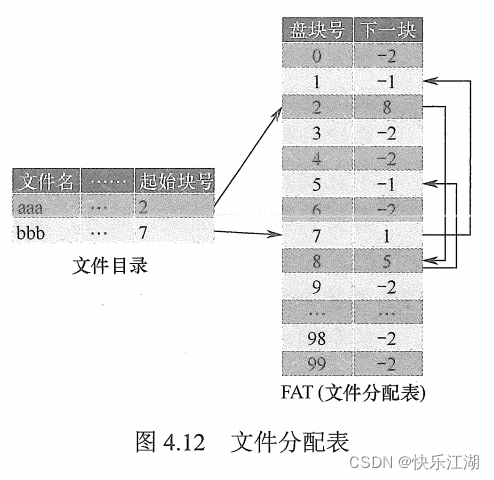 盘块号 下一块
0 -2
1 -1
2 8
3 -2
4 -2
5 -1
6 -2
7 1
8 5
9 -2
… …
98 -2
99 -2
FAT (文件分配表)
文件名 …… 起始块号
aaa … 2
bbb … 7
文件目录
图 4.12 文件分配表
CSDN @快乐江湖